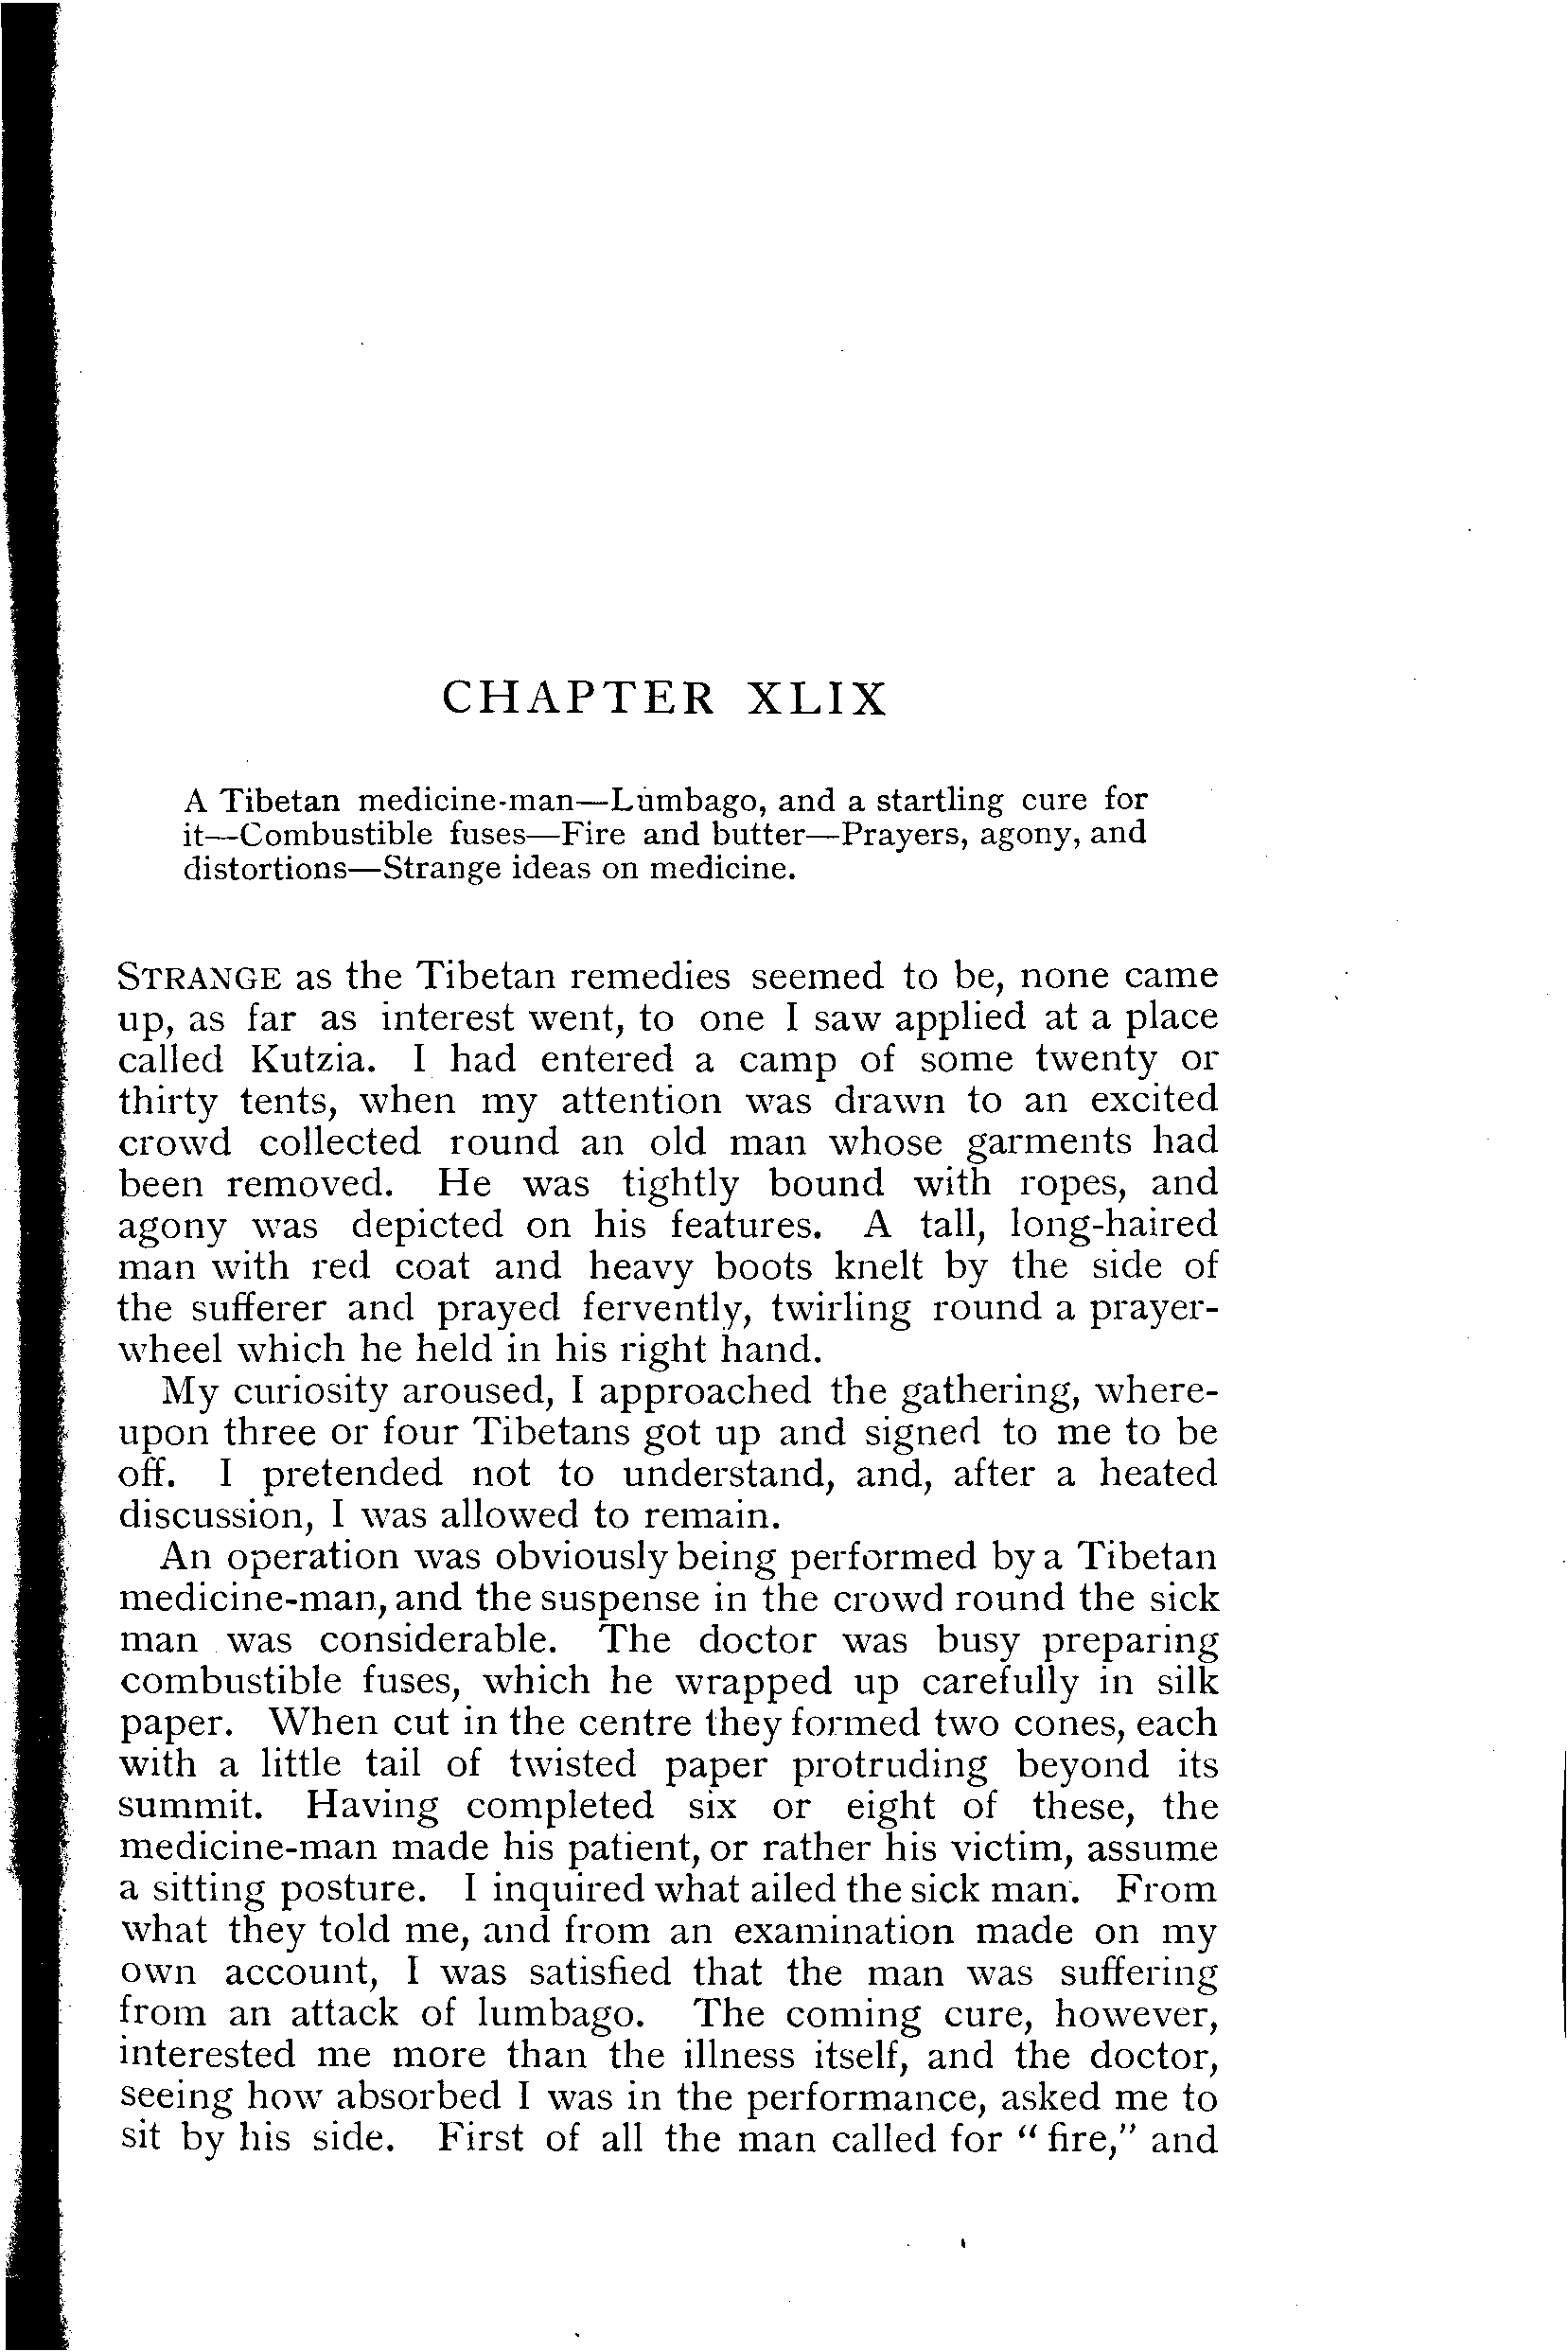 CHAPTER XLIX
A Tibetan medicine-man—Lumbago, and a startling cure for
it—Combustible fuses—Fire and butter—Prayers, agony, and
distortions—Strange ideas on medicine.
STRANGE as the Tibetan remedies seemed to be, none came
up, as far as interest went, to one I saw applied at a place
called Kutzia. I had entered a camp of some twenty or
thirty tents, when my attention was drawn to an excited
crowd collected round an old man whose garments had
been removed. He was tightly bound with ropes, and
agony was depicted on his features. A tall, long-haired
man with red coat and heavy boots knelt by the side of
the sufferer and prayed fervently, twirling round a prayer-
wheel which he held in his right hand.
My curiosity aroused, I approached the gathering, where-
upon three or four Tibetans got up and signed to me to be
off. I pretended not to understand, and, after a heated
discussion, I was allowed to remain.
An operation was obviously being performed by a Tibetan
medicine-man, and the suspense in the crowd round the sick
man was considerable. The doctor was busy preparing
combustible fuses, which he wrapped up carefully in silk
paper. When cut in the centre they formed two cones, each
with a little tail of twisted paper protruding beyond its
summit. Having completed six or eight of these, the
medicine-man made his patient, or rather his victim, assume
a sitting posture. I inquired what ailed the sick man. From
what they told me, and from an examination made on my
own account, I was satisfied that the man was suffering
from an attack of lumbago. The coming cure, however,
interested me more than the illness itself, and the doctor,
seeing how absorbed I was in the performance, asked me to
sit by his side. First of all the man called for "fire," and